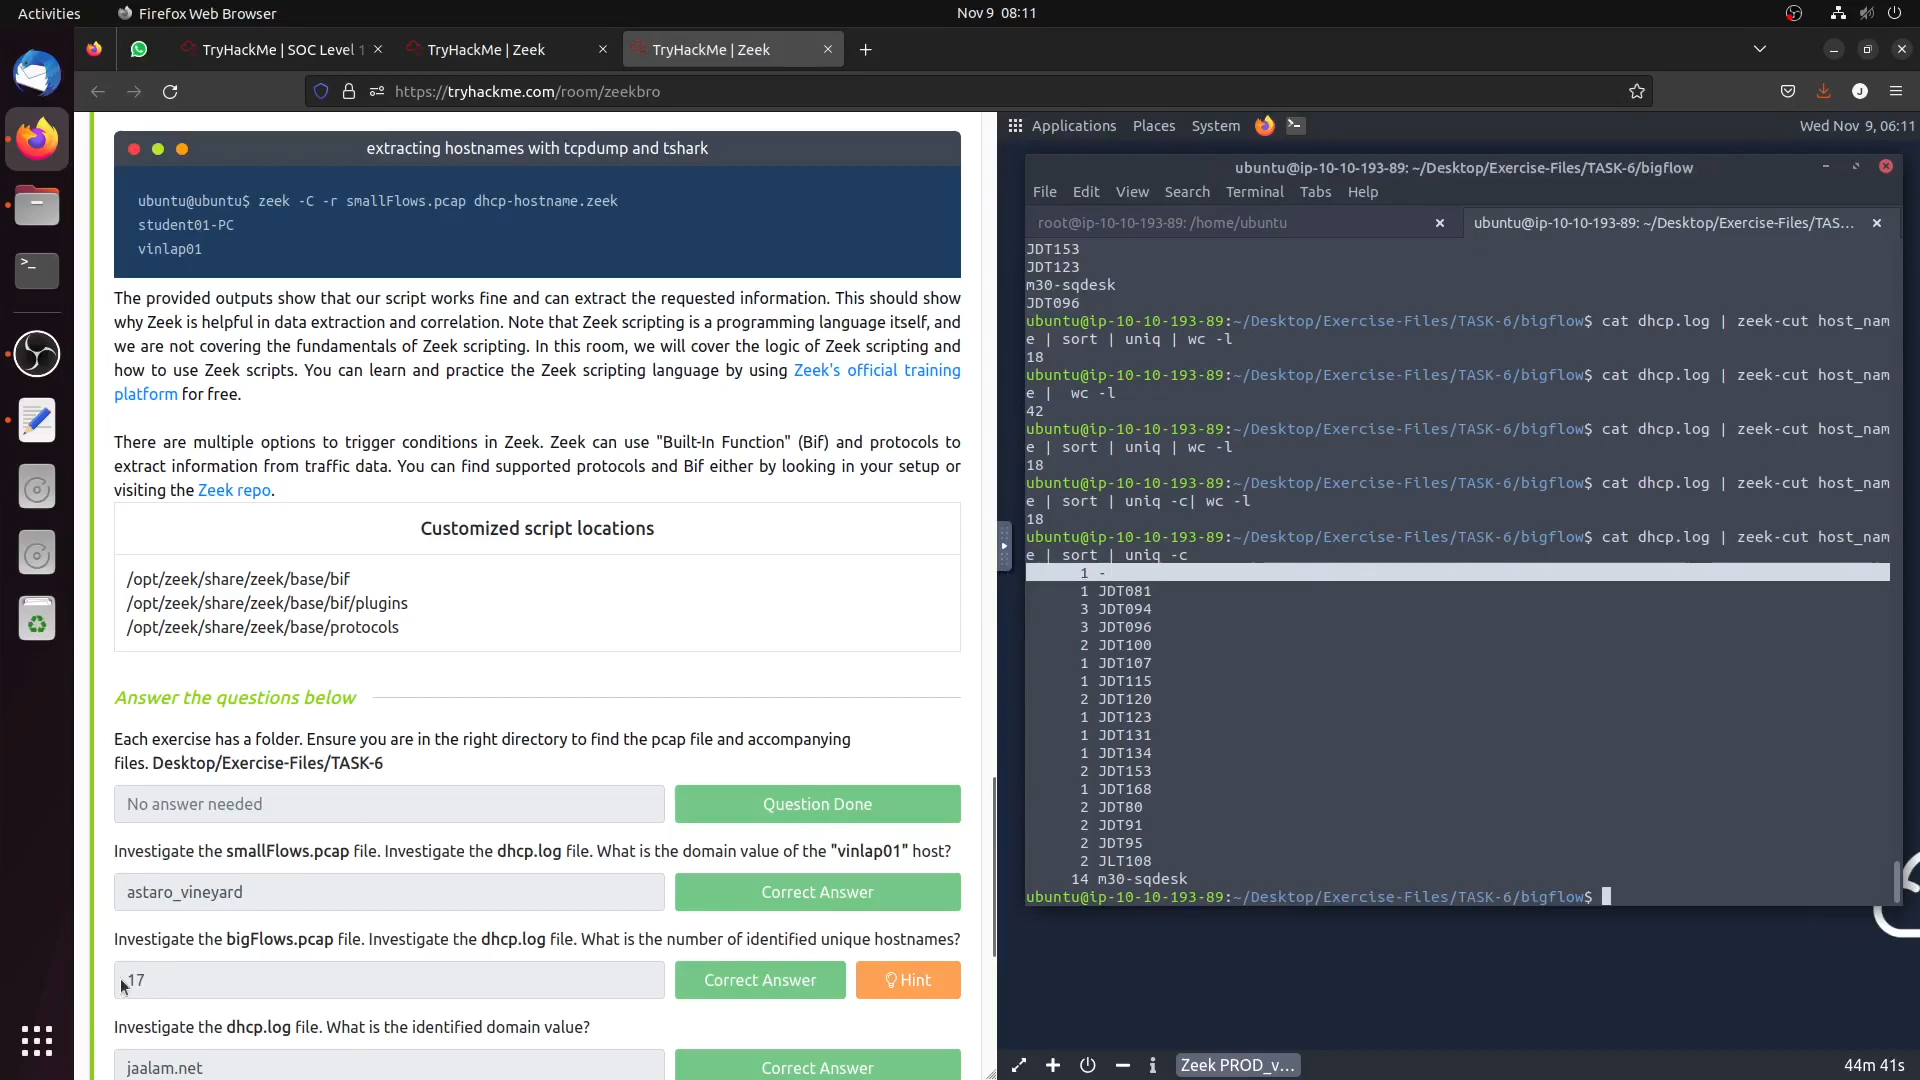 Activities
Firefox Web Browser
Nov 9  08:11
TryHackMe | SOC Level 1
TryHackMe | Zeek
TryHackMe | Zeek
https://tryhackme.com/room/zeekbro
extracting hostnames with tcpdump and tshark
ubuntu@ubuntu$ zeek -C -r smallFlows.pcap dhcp-hostname.zeek
student01-PC
vinlap01
The provided outputs show that our script works fine and can extract the requested information. This should show
why Zeek is helpful in data extraction and correlation. Note that Zeek scripting is a programming language itself, and
we are not covering the fundamentals of Zeek scripting. In this room, we will cover the logic of Zeek scripting and
how to use Zeek scripts. You can learn and practice the Zeek scripting language by using Zeek's official training
platform for free.
There are multiple options to trigger conditions in Zeek. Zeek can use "Built-In Function" (Bif) and protocols to
extract information from traffic data. You can find supported protocols and Bif either by looking in your setup or
visiting the Zeek repo.
Customized script locations
/opt/zeek/share/zeek/base/bif
/opt/zeek/share/zeek/base/bif/plugins
/opt/zeek/share/zeek/base/protocols
Answer the questions below
Each exercise has a folder. Ensure you are in the right directory to find the pcap file and accompanying
files. Desktop/Exercise-Files/TASK-6
No answer needed
Question Done
Investigate the smallFlows.pcap file. Investigate the dhcp.log file. What is the domain value of the "vinlap01" host?
astaro_vineyard
Correct Answer
Investigate the bigFlows.pcap file. Investigate the dhcp.log file. What is the number of identified unique hostnames?
17
Correct Answer
Hint
Investigate the dhcp.log file. What is the identified domain value?
jaalam.net
Correct Answer
Applications Places System
Wed Nov 9, 06:11
ubuntu@ip-10-10-193-89: ~/Desktop/Exercise-Files/TASK-6/bigflow
File Edit View Search Terminal Tabs Help
root@ip-10-10-193-89: /home/ubuntu
ubuntu@ip-10-10-193-89: ~/Desktop/Exercise-Files/TAS...
JDT153
JDT123
m30-sqdesk
JDT096
ubuntu@ip-10-10-193-89:~/Desktop/Exercise-Files/TASK-6/bigflow$ cat dhcp.log | zeek-cut host_nam
e | sort | uniq | wc -l
18
ubuntu@ip-10-10-193-89:~/Desktop/Exercise-Files/TASK-6/bigflow$ cat dhcp.log | zeek-cut host_nam
e |  wc -l
42
ubuntu@ip-10-10-193-89:~/Desktop/Exercise-Files/TASK-6/bigflow$ cat dhcp.log | zeek-cut host_nam
e | sort | uniq | wc -l
18
ubuntu@ip-10-10-193-89:~/Desktop/Exercise-Files/TASK-6/bigflow$ cat dhcp.log | zeek-cut host_nam
e | sort | uniq -c| wc -l
18
ubuntu@ip-10-10-193-89:~/Desktop/Exercise-Files/TASK-6/bigflow$ cat dhcp.log | zeek-cut host_nam
e | sort | uniq -c
1 -
1 JDT081
3 JDT094
3 JDT096
2 JDT100
1 JDT107
1 JDT115
2 JDT120
1 JDT123
1 JDT131
1 JDT134
2 JDT153
1 JDT168
2 JDT80
2 JDT91
2 JDT95
2 JLT108
14 m30-sqdesk
ubuntu@ip-10-10-193-89:~/Desktop/Exercise-Files/TASK-6/bigflow$
Zeek PROD_v...
44m 41s